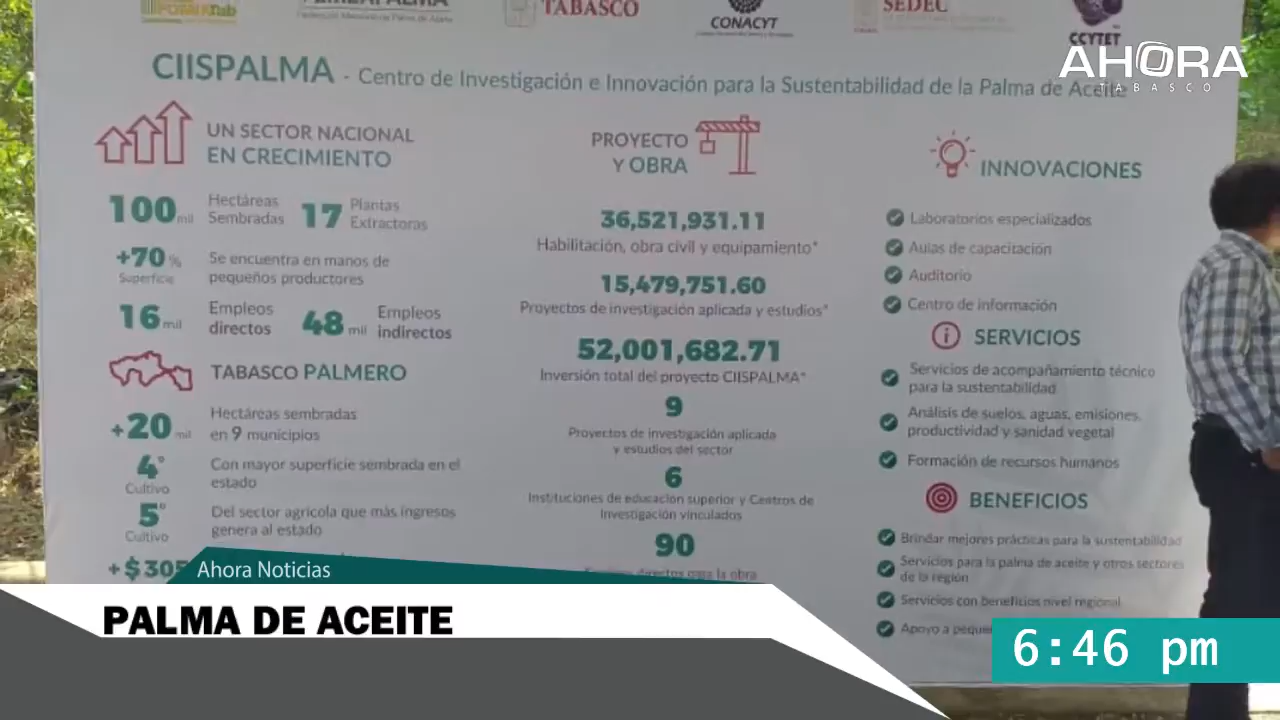 TABASCO
CONACYT
SEDEC
CCYTET
AHORA
TABASCO
CIISPALMA - Centro de Investigación e Innovación para la Sustentabilidad de la Palma de Aceite
UN SECTOR NACIONAL
EN CRECIMIENTO
100 mil
Hectáreas
Sembradas
17
Plantas
Extractoras
+70 %
Superficie
Se encuentra en manos de
pequeños productores
16 mil
Empleos
directos
48 mil
Empleos
indirectos
TABASCO PALMERO
+20 mil
Hectáreas sembradas
en 9 municipios
4°
Cultivo
Con mayor superficie sembrada en el
estado
5°
Cultivo
Del sector agrícola que más ingresos
genera al estado
+$305
PROYECTO
Y OBRA
36,521,931.11
Habilitación, obra civil y equipamiento*
15,479,751.60
Proyectos de investigación aplicada y estudios*
52,001,682.71
Inversión total del proyecto CIISPALMA*
9
Proyectos de investigación aplicada
y estudios del sector
6
Instituciones de educación superior y Centros de
Investigación vinculados
90
directos para la obra
INNOVACIONES
Laboratorios especializados
Aulas de capacitación
Auditorio
Centro de información
SERVICIOS
Servicios de acompañamiento técnico
para la sustentabilidad
Análisis de suelos, aguas, emisiones,
productividad y sanidad vegetal
Formación de recursos humanos
BENEFICIOS
Brindar mejores prácticas para la sustentabilidad
Servicios para la palma de aceite y otros sectores
de la región
Servicios con beneficios nivel regional
Apoyo a
Ahora Noticias
PALMA DE ACEITE
6:46 pm